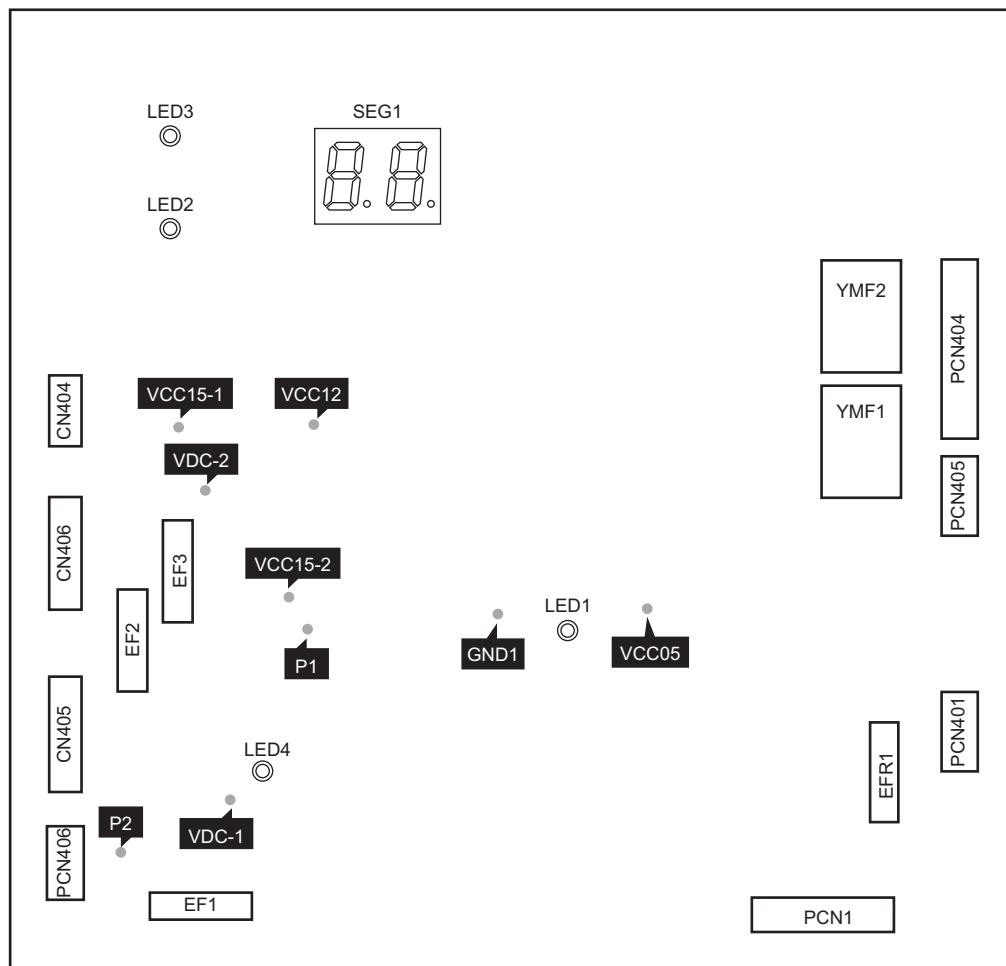 LED3
SEG1
LED2
YMF2
PCN404
CN404
VCC15-1
VCC12
YMF1
VDC-2
PCN405
CN406
EF3
VCC15-2
EF2
LED1
P1
GND1
VCC05
CN405
PCN401
LED4
EFR1
P2
VDC-1
PCN406
EF1
PCN1